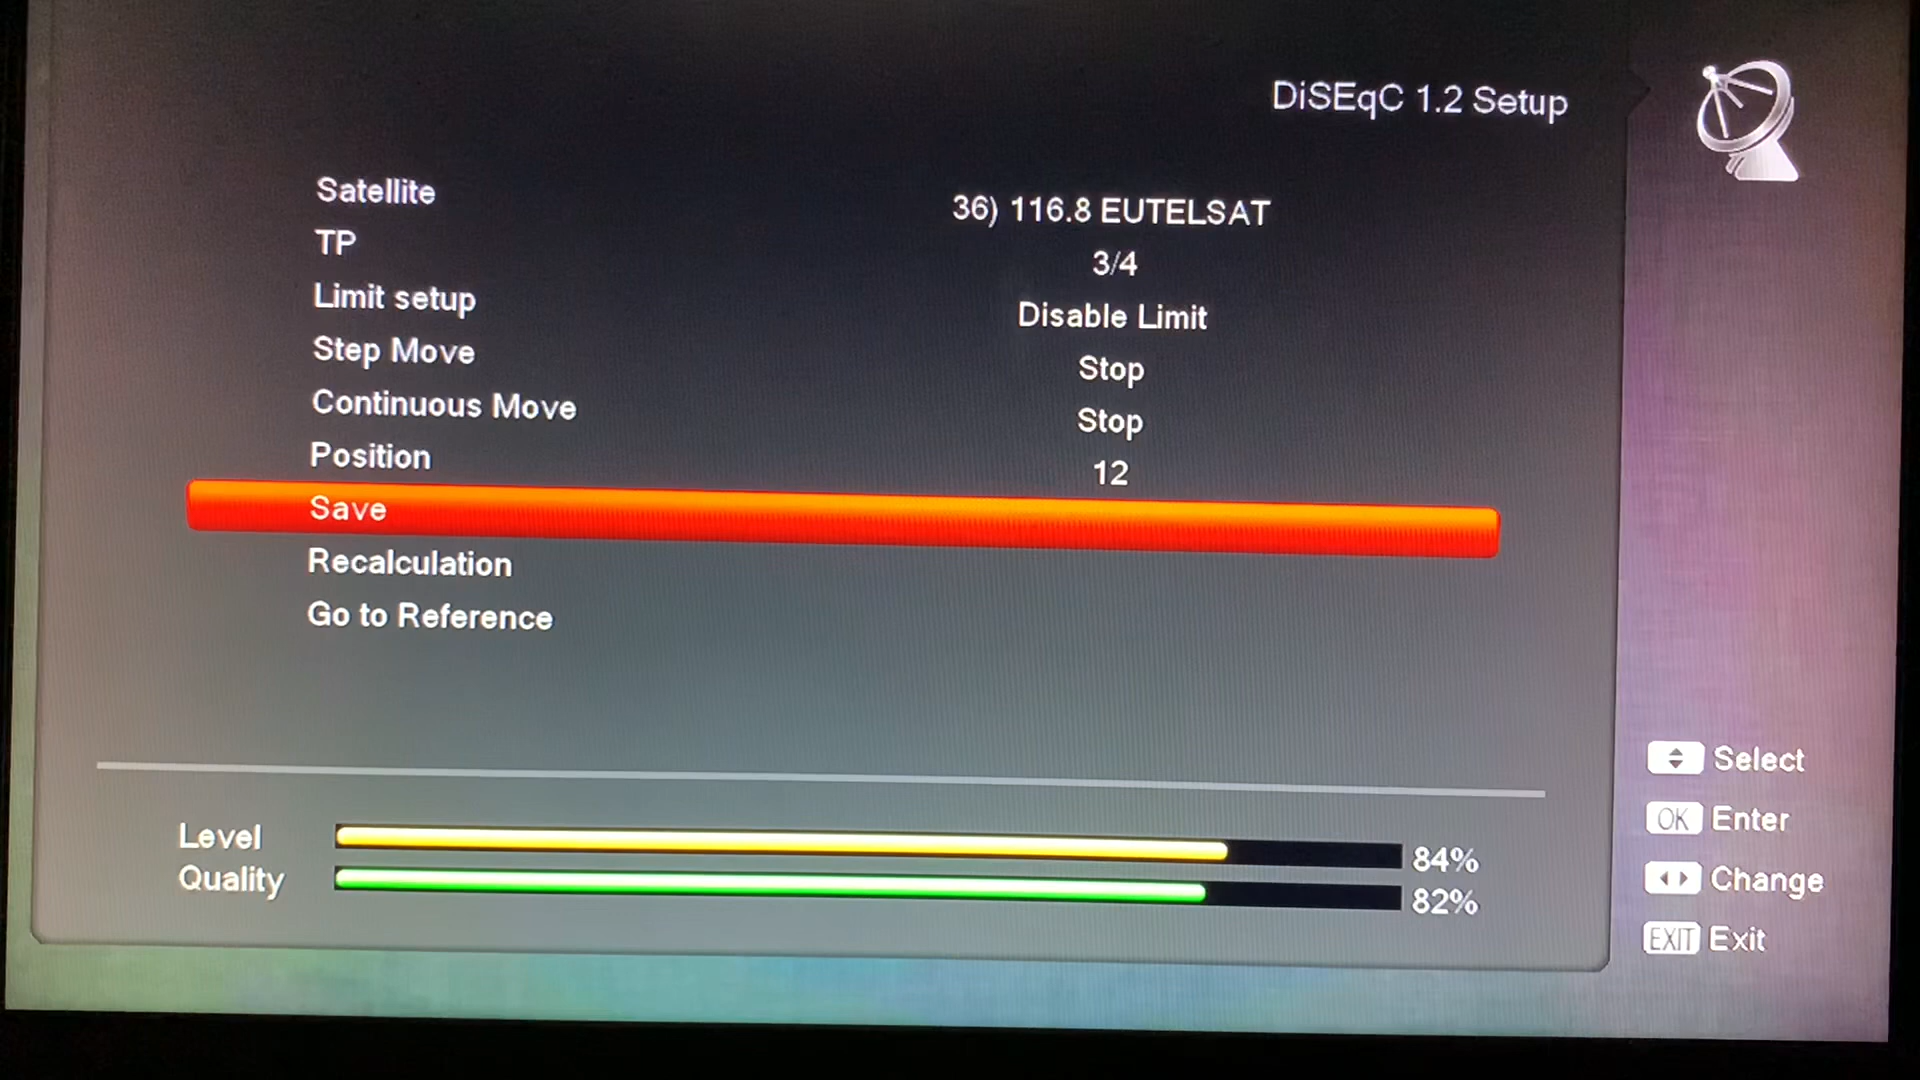 DiSEqC 1.2 Setup
Satellite 36) 116.8 EUTELSAT
TP 3/4
Limit setup Disable Limit
Step Move Stop
Continuous Move Stop
Position 12
Save
Recalculation
Go to Reference
Level 84%
Quality 82%
Select
OK Enter
Change
EXIT Exit